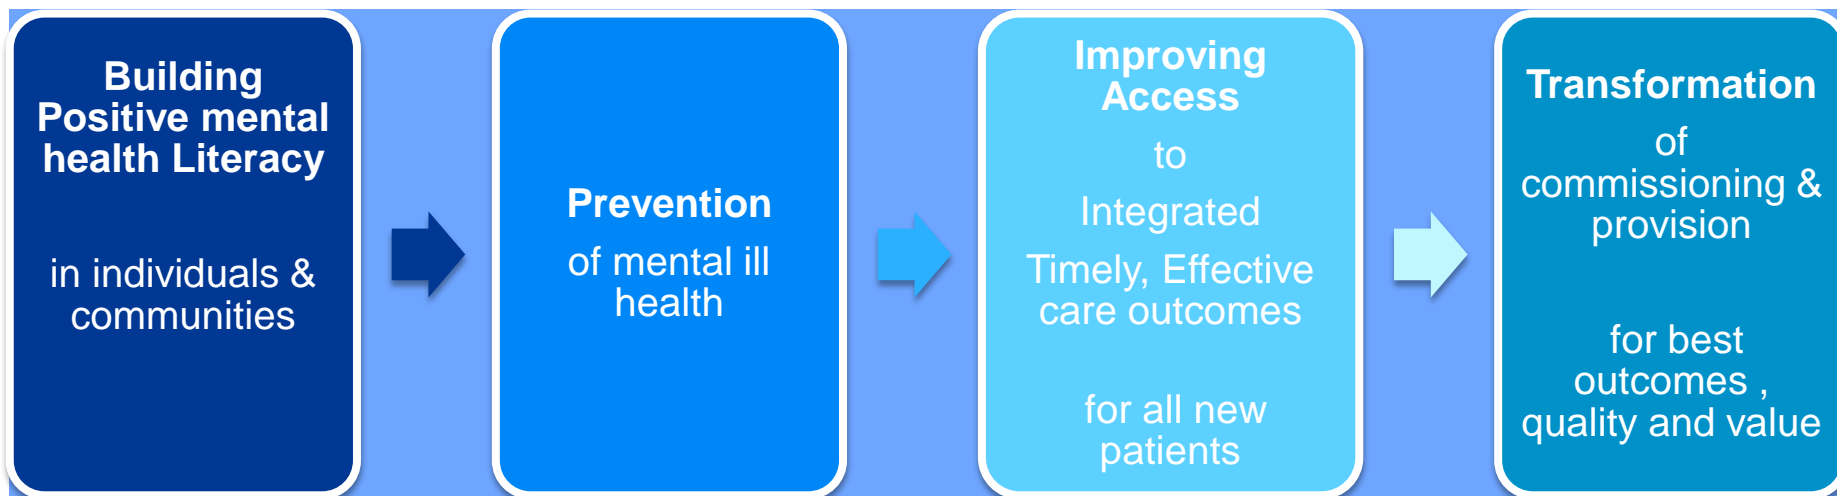 Building
Positive mental
health Literacy
in individuals &
communities
Prevention
of mental ill
health
Improving
Access
to
Integrated
Timely, Effective
care outcomes
for all new
patients
Transformation
of
commissioning &
provision
for best
outcomes ,
quality and value